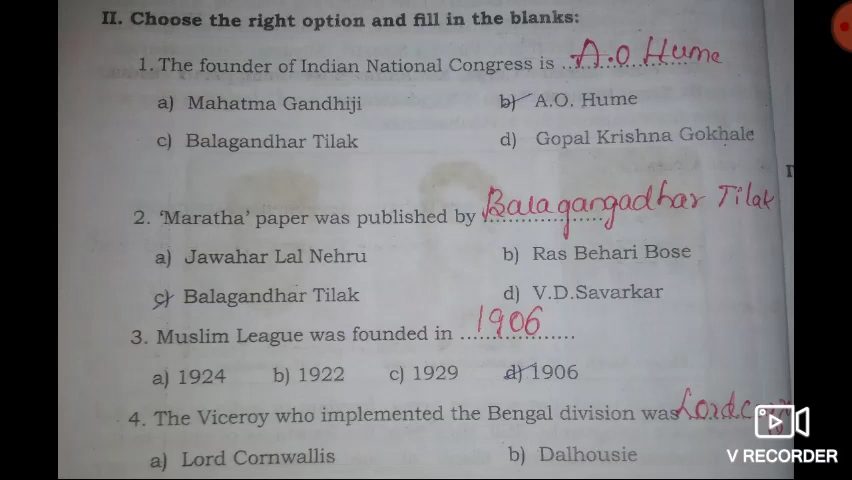 II. Choose the right option and fill in the blanks:
1. The founder of Indian National Congress is ...A.O Hume
a) Mahatma Gandhiji b) A.O. Hume
c) Balagandhar Tilak d) Gopal Krishna Gokhale
2. 'Maratha' paper was published by Balagangadhar Tilak
a) Jawahar Lal Nehru b) Ras Behari Bose
c) Balagandhar Tilak d) V.D.Savarkar
3. Muslim League was founded in ...1906...
a) 1924 b) 1922 c) 1929 d) 1906
4. The Viceroy who implemented the Bengal division was Lord
a) Lord Cornwallis b) Dalhousie
V RECORDER